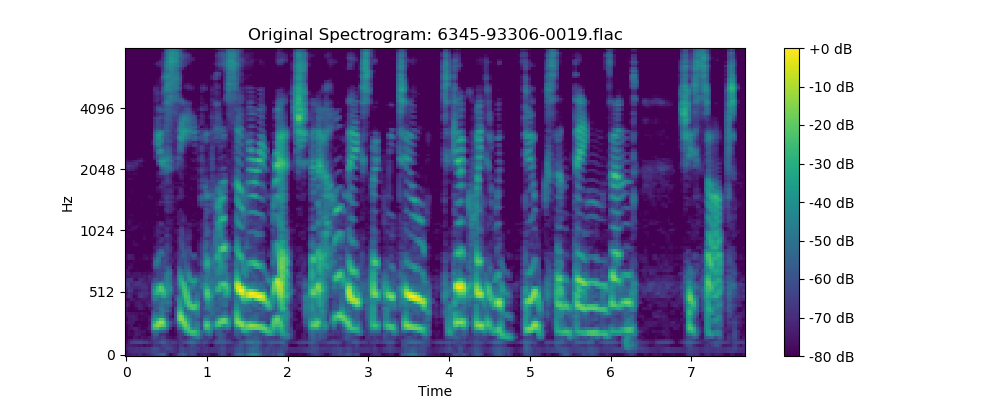 Original Spectrogram: 6345-93306-0019.flac
Hz
4096
2048
1024
512
0
0 1 2 3 4 5 6 7
Time
+0 dB
-10 dB
-20 dB
-30 dB
-40 dB
-50 dB
-60 dB
-70 dB
-80 dB